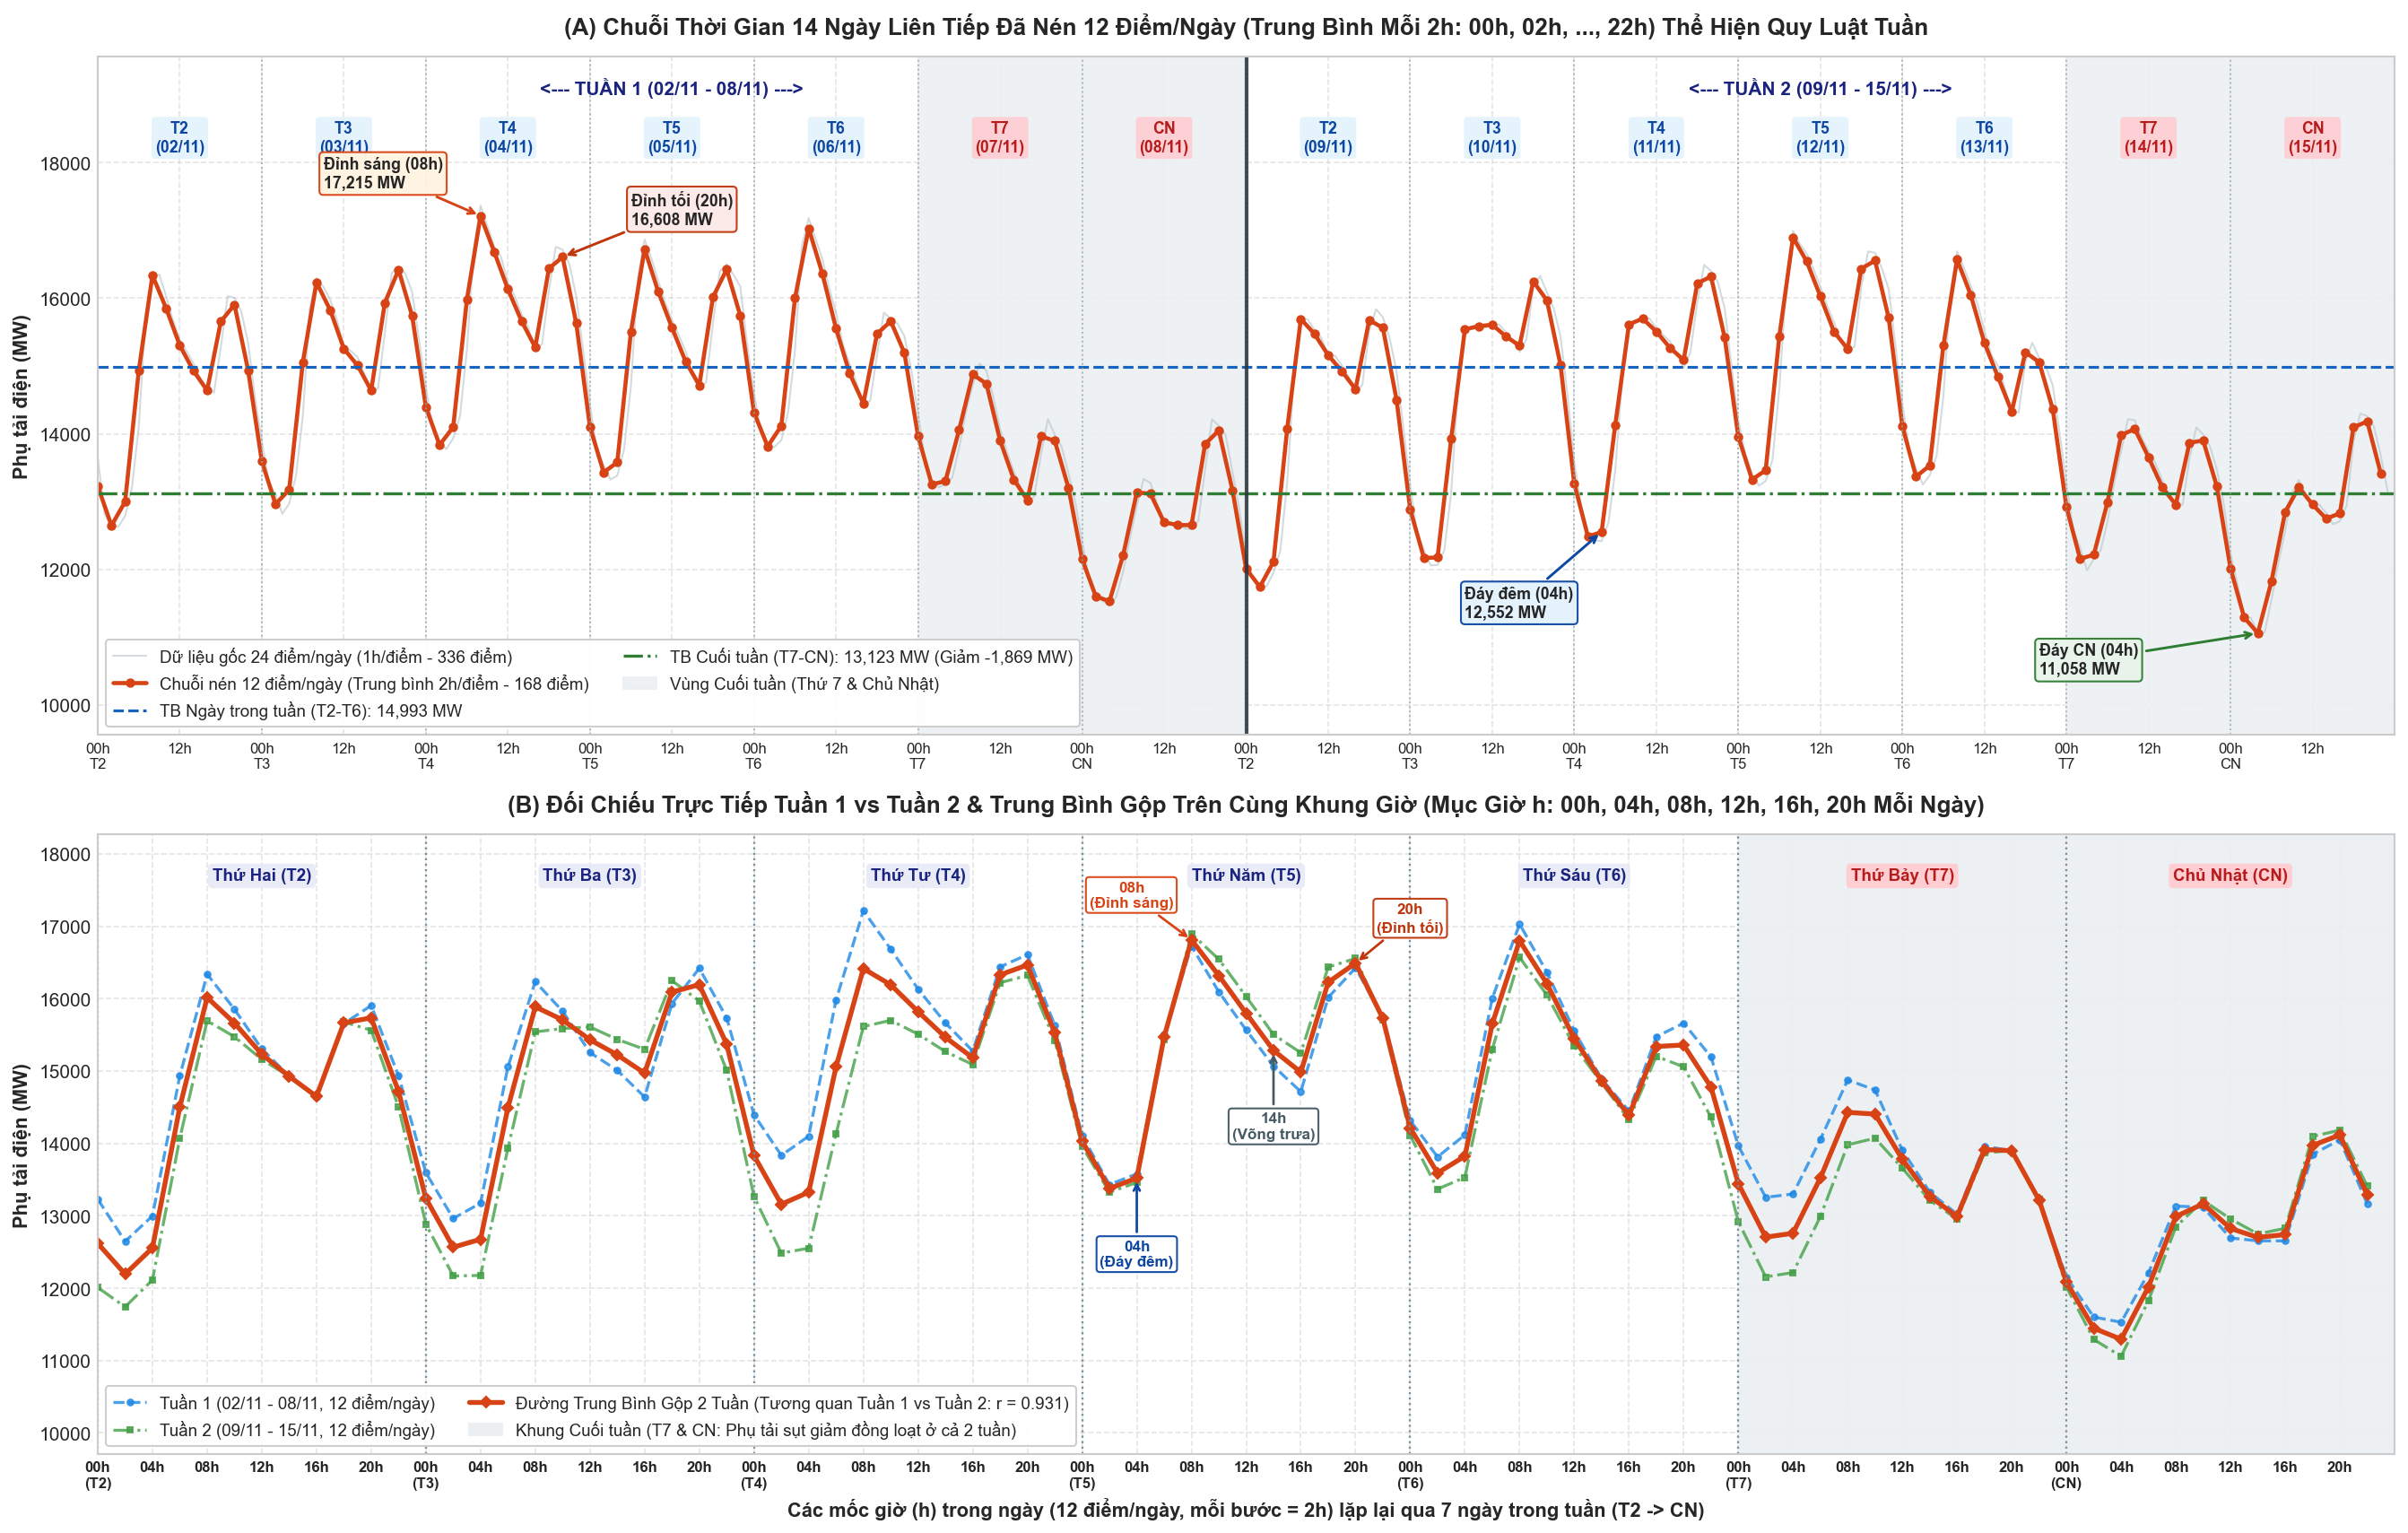 (A) Chuỗi Thời Gian 14 Ngày Liên Tiếp Đã Nén 12 Điểm/Ngày (Trung Bình Mỗi 2h: 00h, 02h, ..., 22h) Thể Hiện Quy Luật Tuần
<--- TUẦN 1 (02/11 - 08/11) --->
<--- TUẦN 2 (09/11 - 15/11) --->
T2
(02/11)
T3
(03/11)
T4
(04/11)
T5
(05/11)
T6
(06/11)
T7
(07/11)
CN
(08/11)
T2
(09/11)
T3
(10/11)
T4
(11/11)
T5
(12/11)
T6
(13/11)
T7
(14/11)
CN
(15/11)
Đỉnh sáng (08h)
17,215 MW
Đỉnh tối (20h)
16,608 MW
Đáy đêm (04h)
12,552 MW
Đáy CN (04h)
11,058 MW
Phụ tải điện (MW)
18000
16000
14000
12000
10000
Dữ liệu gốc 24 điểm/ngày (1h/điểm - 336 điểm)
Chuỗi nén 12 điểm/ngày (Trung bình 2h/điểm - 168 điểm)
TB Ngày trong tuần (T2-T6): 14,993 MW
TB Cuối tuần (T7-CN): 13,123 MW (Giảm -1,869 MW)
Vùng Cuối tuần (Thứ 7 & Chủ Nhật)
00h 12h 00h 12h 00h 12h 00h 12h 00h 12h 00h 12h 00h 12h 00h 12h 00h 12h 00h 12h 00h 12h 00h 12h 00h 12h 00h 12h
T2 T3 T4 T5 T6 T7 CN T2 T3 T4 T5 T6 T7 CN
(B) Đối Chiếu Trực Tiếp Tuần 1 vs Tuần 2 & Trung Bình Gộp Trên Cùng Khung Giờ (Mục Giờ h: 00h, 04h, 08h, 12h, 16h, 20h Mỗi Ngày)
Thứ Hai (T2)
Thứ Ba (T3)
Thứ Tư (T4)
Thứ Năm (T5)
Thứ Sáu (T6)
Thứ Bảy (T7)
Chủ Nhật (CN)
08h
(Đỉnh sáng)
20h
(Đỉnh tối)
14h
(Võng trưa)
04h
(Đáy đêm)
Phụ tải điện (MW)
18000
17000
16000
15000
14000
13000
12000
11000
10000
Tuần 1 (02/11 - 08/11, 12 điểm/ngày)
Tuần 2 (09/11 - 15/11, 12 điểm/ngày)
Đường Trung Bình Gộp 2 Tuần (Tương quan Tuần 1 vs Tuần 2: r = 0.931)
Khung Cuối tuần (T7 & CN: Phụ tải sụt giảm đồng loạt ở cả 2 tuần)
00h 04h 08h 12h 16h 20h 00h 04h 08h 12h 16h 20h 00h 04h 08h 12h 16h 20h 00h 04h 08h 12h 16h 20h 00h 04h 08h 12h 16h 20h 00h 04h 08h 12h 16h 20h 00h 04h 08h 12h 16h 20h
(T2) (T3) (T4) (T5) (T6) (T7) (CN)
Các mốc giờ (h) trong ngày (12 điểm/ngày, mỗi bước = 2h) lặp lại qua 7 ngày trong tuần (T2 -> CN)